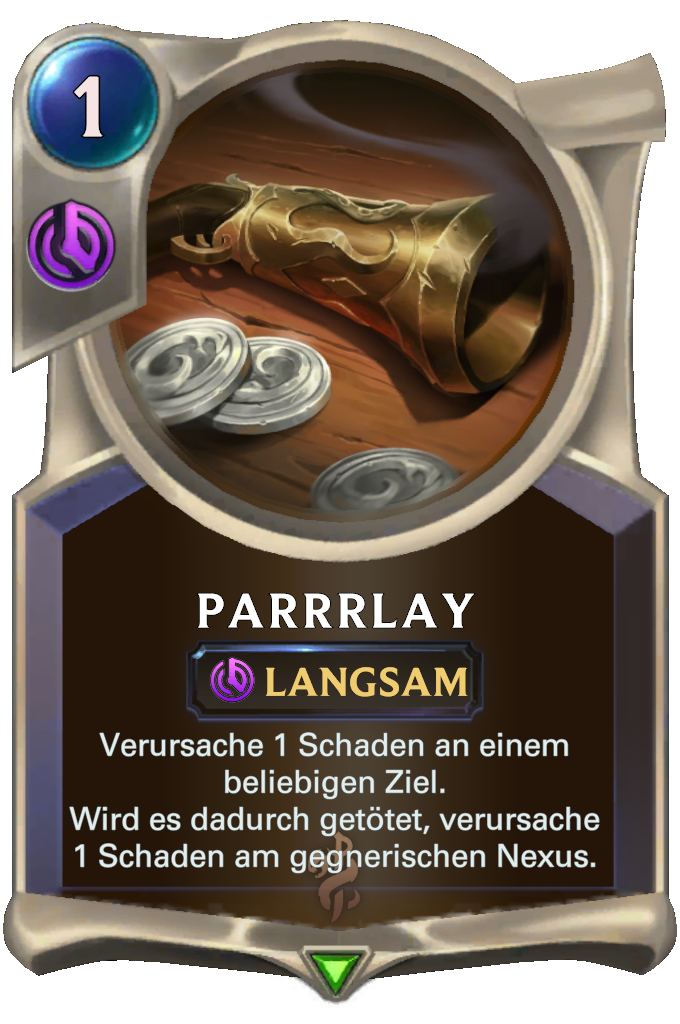 1
PARRRLAY
LANGSAM
Verursache 1 Schaden an einem
beliebigen Ziel.
Wird es dadurch getötet, verursache
1 Schaden am gegnerischen Nexus.